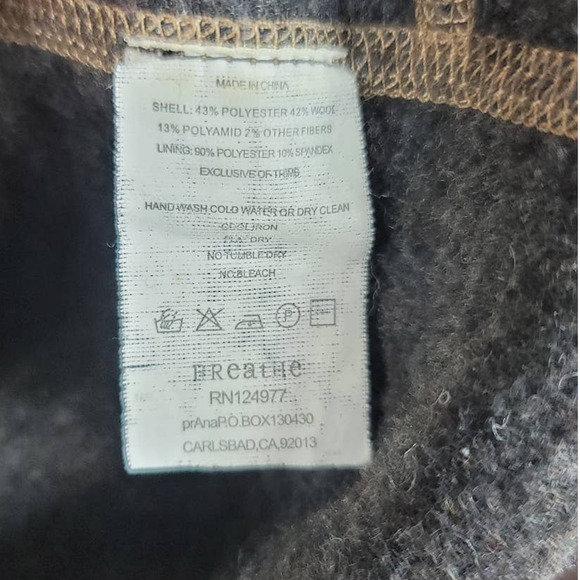 MADE IN CHINA
SHELL: 43% POLYESTER 42% WOOL
13% POLYAMID 2% OTHER FIBERS
LINING: 90% POLYESTER 10% SPANDEX
EXCLUSIVE OF TRIMS
HAND WASH COLD WATER OR DRY CLEAN
COOL IRON
FLAT DRY
NO TUMBLE DRY
NO BLEACH
P
BReatHe
RN124977
prAna P.O.BOX130430
CARLSBAD,CA,92013